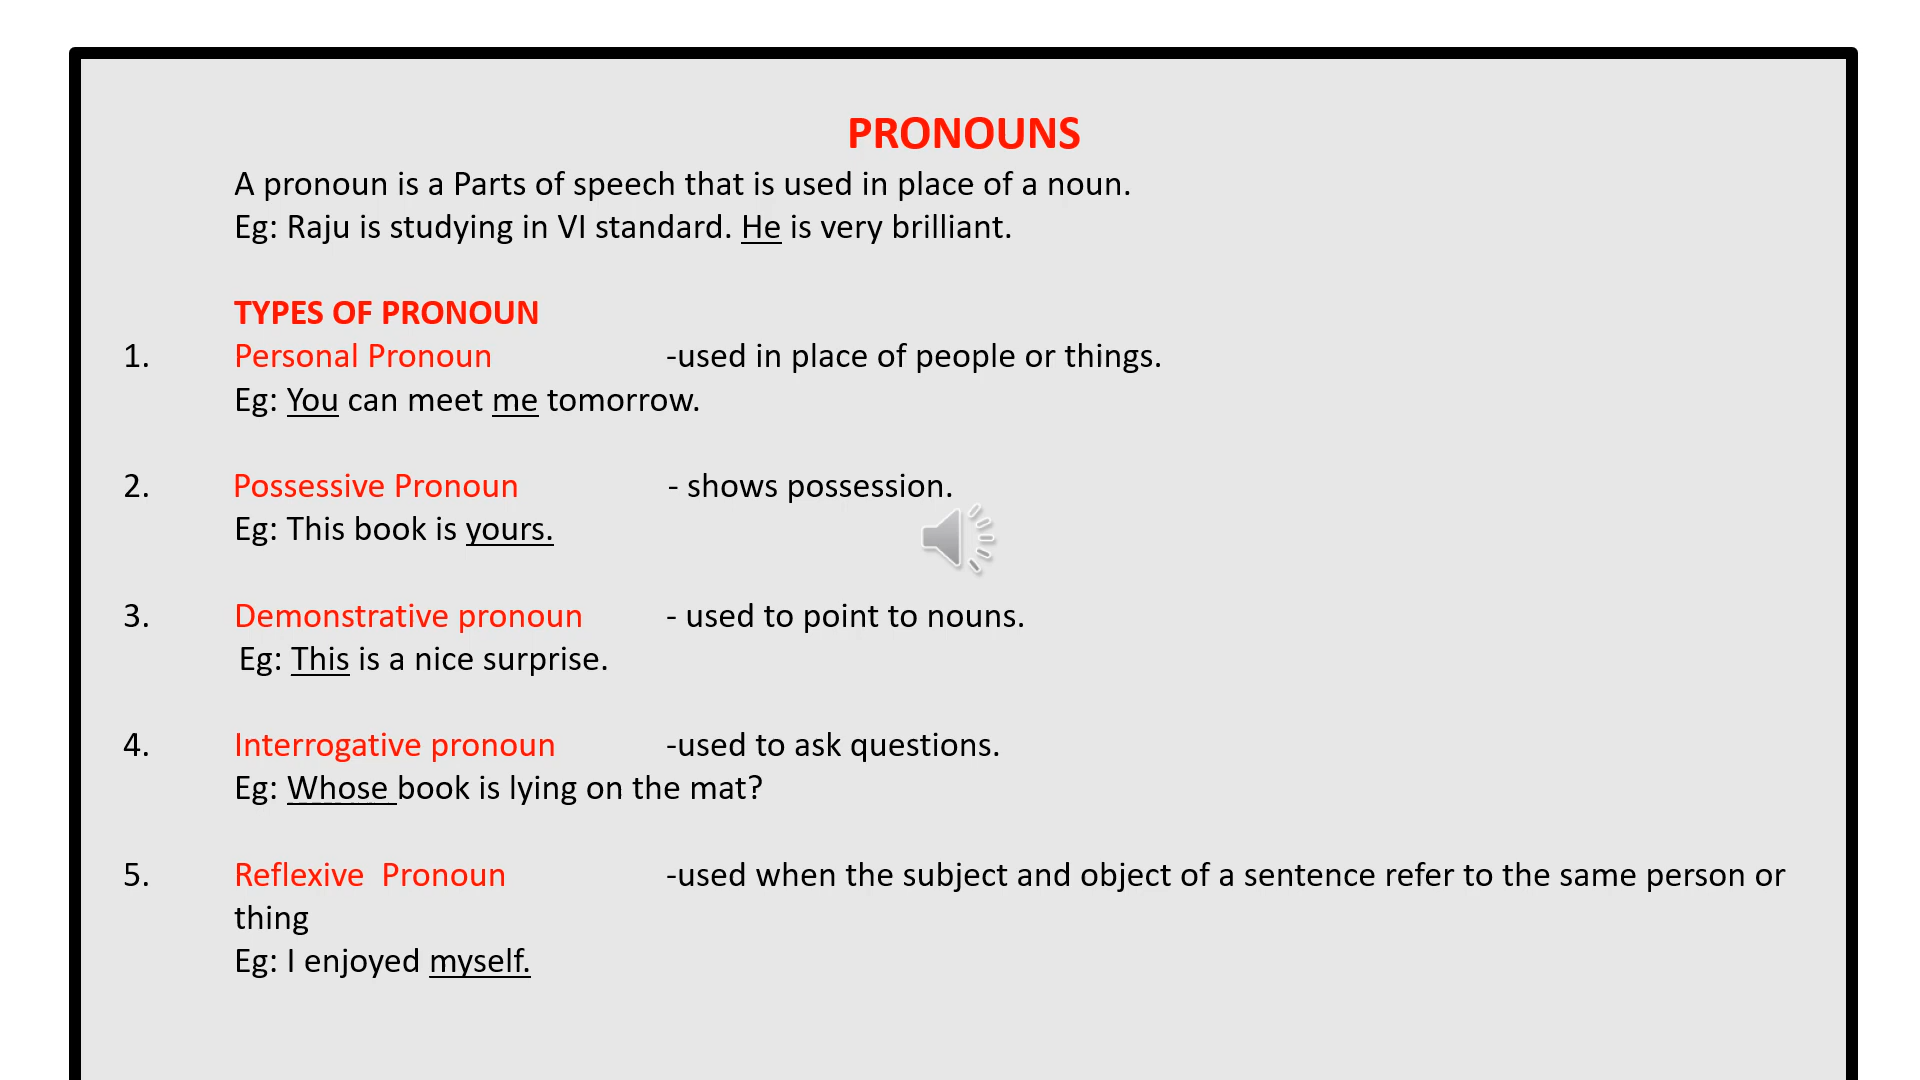 PRONOUNS
A pronoun is a Parts of speech that is used in place of a noun.
Eg: Raju is studying in VI standard. He is very brilliant.
TYPES OF PRONOUN
1. Personal Pronoun -used in place of people or things.
Eg: You can meet me tomorrow.
2. Possessive Pronoun - shows possession.
Eg: This book is yours.
3. Demonstrative pronoun - used to point to nouns.
Eg: This is a nice surprise.
4. Interrogative pronoun -used to ask questions.
Eg: Whose book is lying on the mat?
5. Reflexive Pronoun -used when the subject and object of a sentence refer to the same person or
thing
Eg: I enjoyed myself.